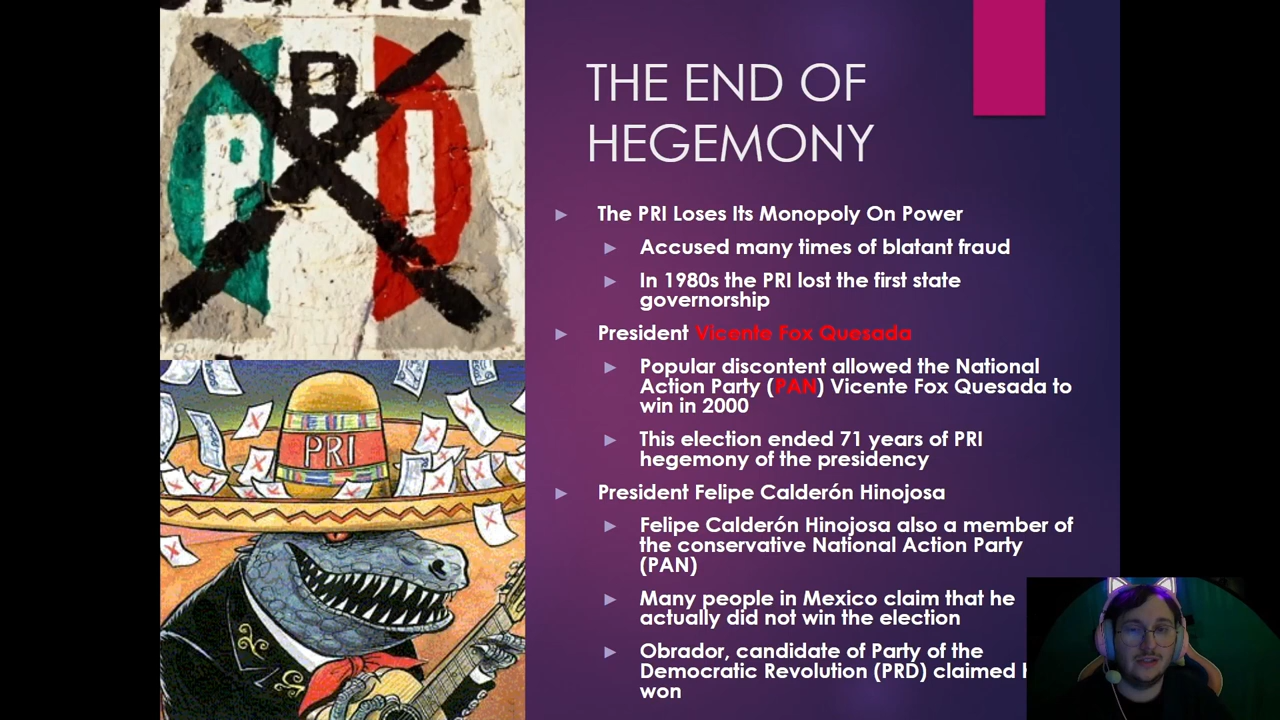 PRI
THE END OF
HEGEMONY
The PRI Loses Its Monopoly On Power
Accused many times of blatant fraud
In 1980s the PRI lost the first state
governorship
President Vicente Fox Quesada
Popular discontent allowed the National
Action Party (PAN) Vicente Fox Quesada to
win in 2000
This election ended 71 years of PRI
hegemony of the presidency
President Felipe Calderón Hinojosa
Felipe Calderón Hinojosa also a member of
the conservative National Action Party
(PAN)
Many people in Mexico claim that he
actually did not win the election
Obrador, candidate of Party of the
Democratic Revolution (PRD) claimed
won
PRI